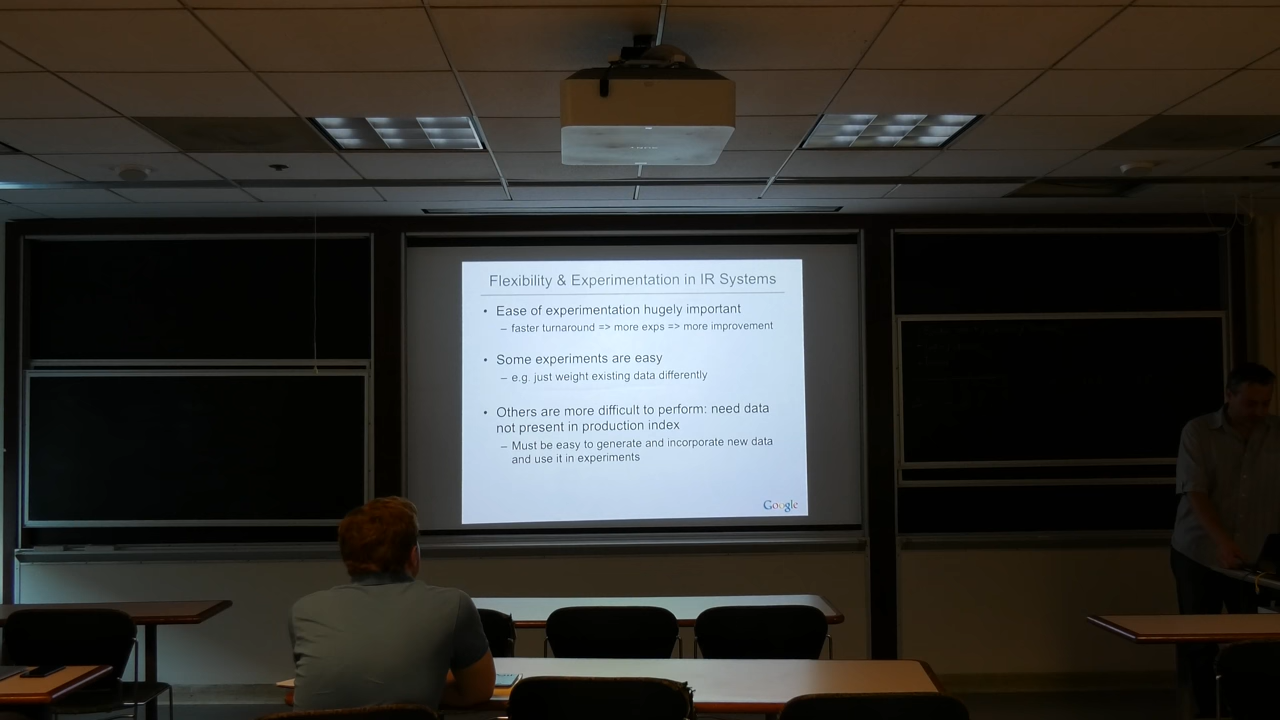 Flexibility & Experimentation in IR Systems
• Ease of experimentation hugely important
– faster turnaround => more exps => more improvement
• Some experiments are easy
– e.g. just weight existing data differently
• Others are more difficult to perform: need data
not present in production index
– Must be easy to generate and incorporate new data
and use it in experiments
Google